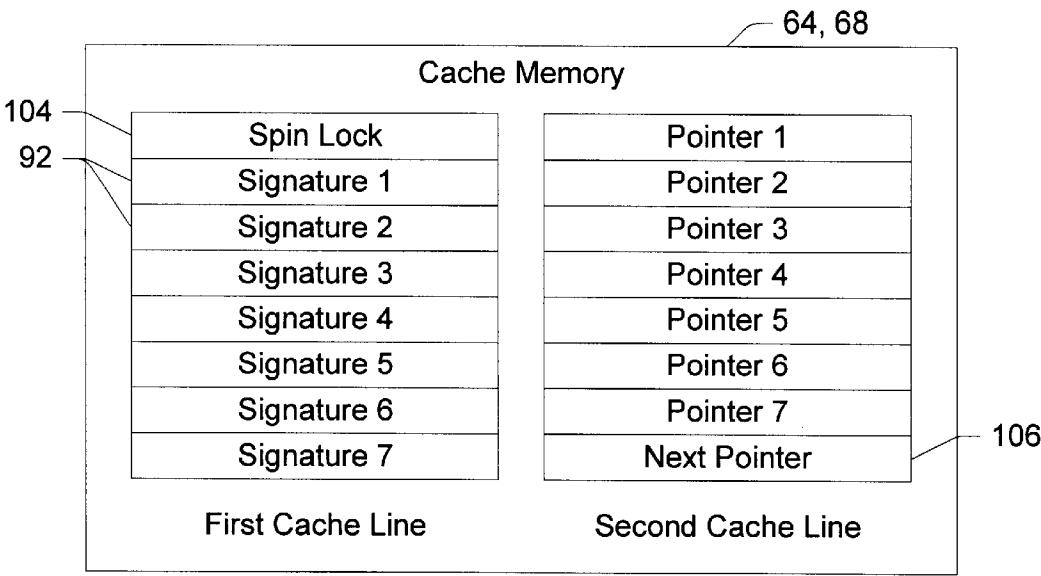 64, 68
Cache Memory
104
92
Spin Lock
Signature 1
Signature 2
Signature 3
Signature 4
Signature 5
Signature 6
Signature 7
First Cache Line
Pointer 1
Pointer 2
Pointer 3
Pointer 4
Pointer 5
Pointer 6
Pointer 7
Next Pointer
106
Second Cache Line